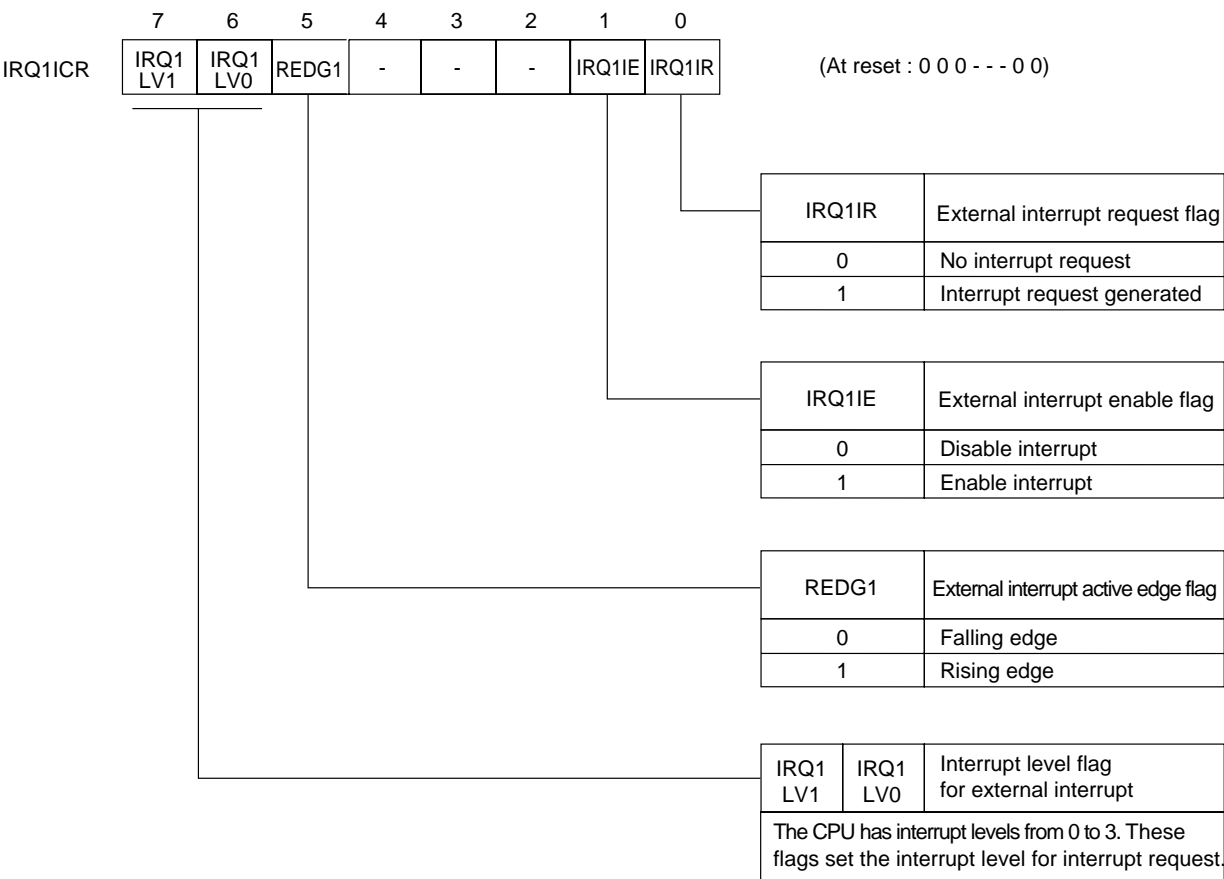 7 6 5 4 3 2 1 0
IRQ1ICR IRQ1 LV1 IRQ1 LV0 REDG1 - - - IRQ1IE IRQ1IR (At reset : 0 0 0 - - - 0 0)
IRQ1IR External interrupt request flag
0 No interrupt request
1 Interrupt request generated
IRQ1IE External interrupt enable flag
0 Disable interrupt
1 Enable interrupt
REDG1 External interrupt active edge flag
0 Falling edge
1 Rising edge
IRQ1 LV1 IRQ1 LV0 Interrupt level flag
for external interrupt
The CPU has interrupt levels from 0 to 3. These
flags set the interrupt level for interrupt request.